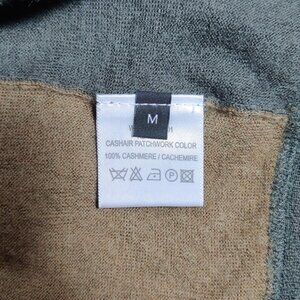 M
CASHAIR PATCHWORK COLOR
100% CASHMERE / CACHEMIRE